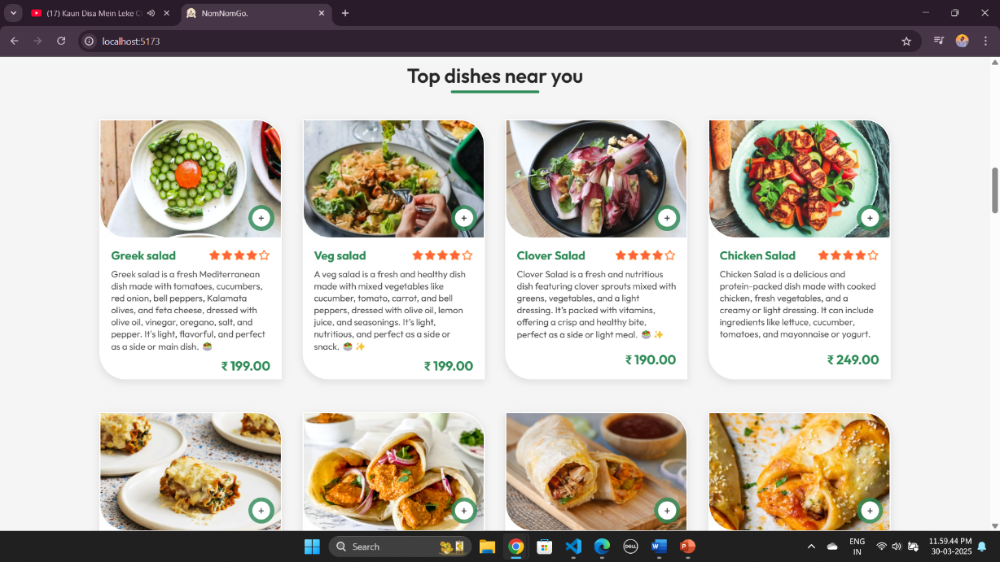 (17) Kaun Disa Mein Leke C
NomNomGo.
localhost:5173
Top dishes near you
Greek salad
Greek salad is a fresh Mediterranean
dish made with tomatoes, cucumbers,
red onion, bell peppers, Kalamata
olives, and feta cheese, dressed with
olive oil, vinegar, oregano, salt, and
pepper. It's light, flavorful, and perfect
as a side or main dish. 🥗
₹ 199.00
Veg salad
A veg salad is a fresh and healthy dish
made with mixed vegetables like
cucumber, tomato, carrot, and bell
peppers, dressed with olive oil, lemon
juice, and seasonings. It's light,
nutritious, and perfect as a side or
snack. 🥗 ✨
₹ 199.00
Clover Salad
Clover Salad is a fresh and nutritious
dish featuring clover sprouts mixed with
greens, vegetables, and a light
dressing. It's packed with vitamins,
offering a crisp and healthy bite,
perfect as a side or light meal. 🥗 ✨
₹ 190.00
Chicken Salad
Chicken Salad is a delicious and
protein-packed dish made with cooked
chicken, fresh vegetables, and a
creamy or light dressing. It can include
ingredients like lettuce, cucumber,
tomatoes, and mayonnaise or yogurt.
₹ 249.00
Search
DELL
W
P
ENG
IN
11.59.44 PM
30-03-2025